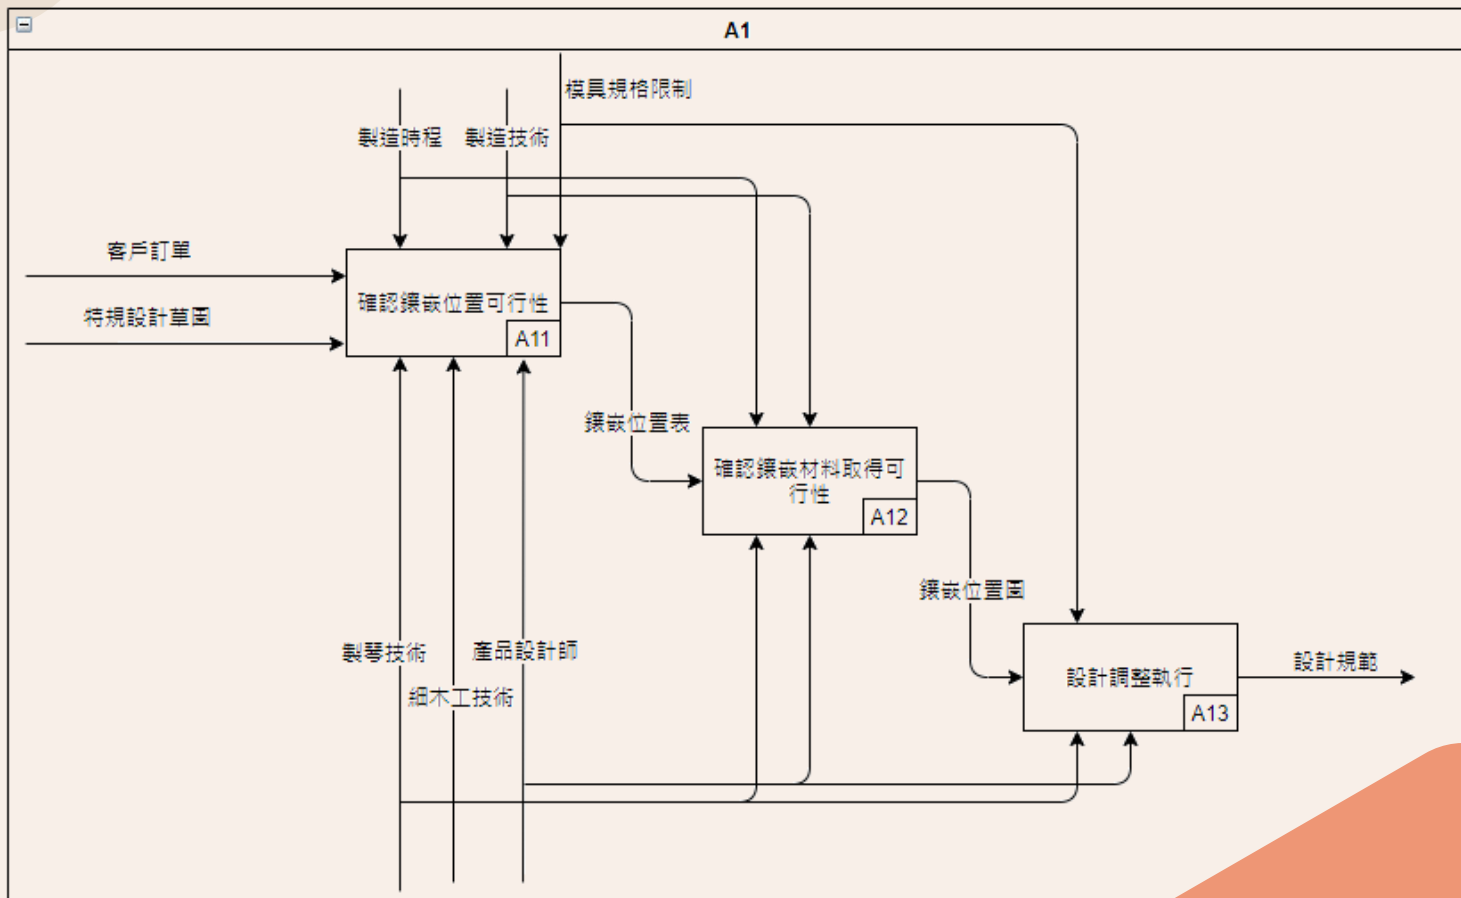 A1
模具規格限制
製造時程
製造技術
客戶訂單
確認鑲嵌位置可行性
特規設計草圖
A11
鑲嵌位置表
確認鑲嵌材料取得可
行性
A12
鑲嵌位置圖
製琴技術
產品設計師
設計調整執行
設計規範
細木工技術
A13